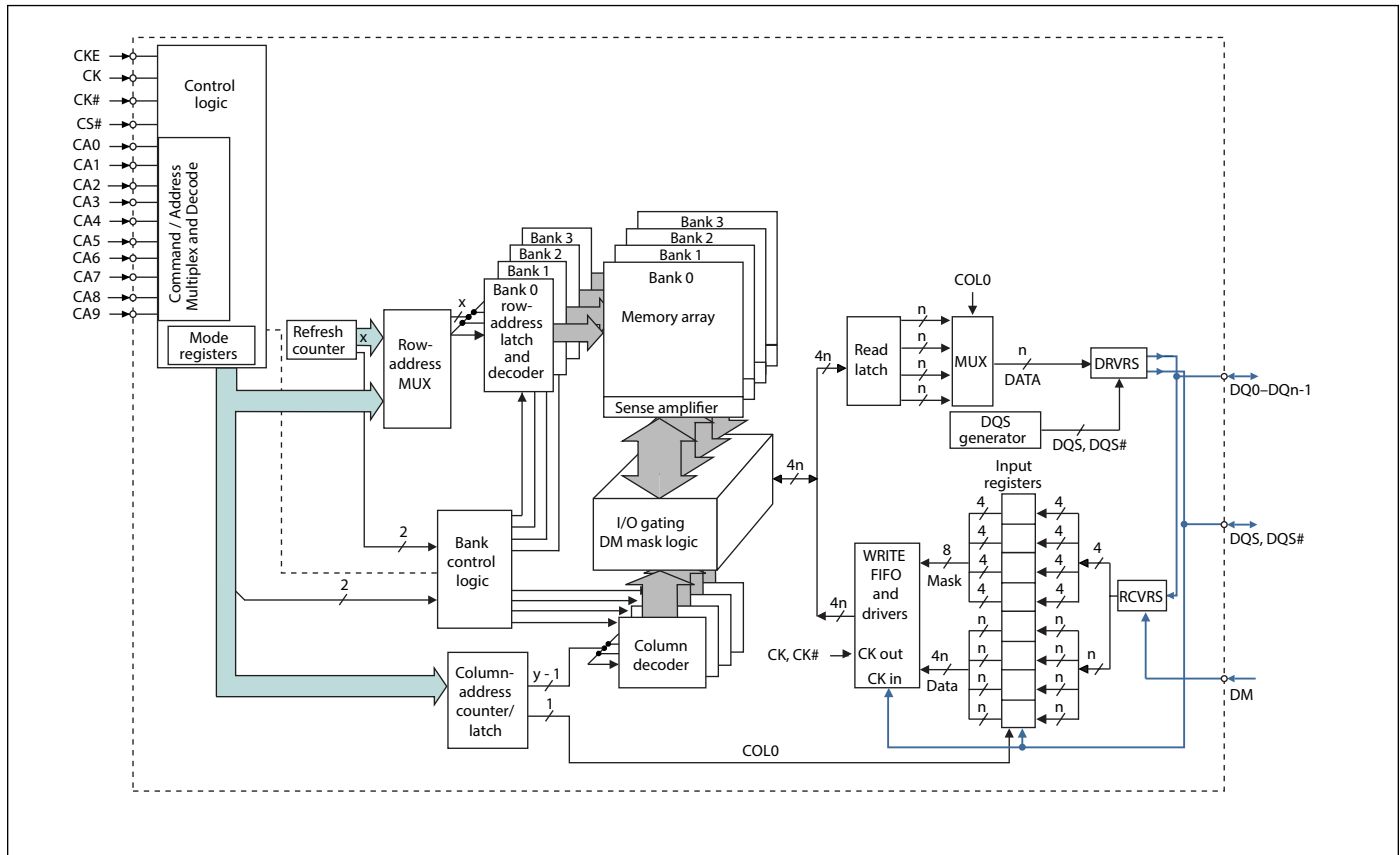 CKE
CK
CK#
CS#
CA0
CA1
CA2
CA3
CA4
CA5
CA6
CA7
CA8
CA9
Control
logic
Command / Address
Multiplex and Decode
Mode
registers
Refresh
counter
x
Row-
address
MUX
x
Bank 3
Bank 2
Bank 1
Bank 0
row-
address
latch
and
decoder
Bank 3
Bank 2
Bank 1
Bank 0
Memory array
Sense amplifier
2
2
Bank
control
logic
I/O gating
DM mask logic
Column
decoder
Column-
address
counter/
latch
y - 1
1
COL0
4n
4n
4n
Read
latch
n
n
n
n
COL0
MUX
n
DATA
DRVRS
DQS
generator
DQS, DQS#
DQ0–DQn-1
DQS, DQS#
DM
Input
registers
4
4
4
4
n
n
n
n
4
4
4
4
n
n
n
n
4
n
RCVRS
8
Mask
4n
Data
WRITE
FIFO
and
drivers
CK out
CK in
CK, CK#